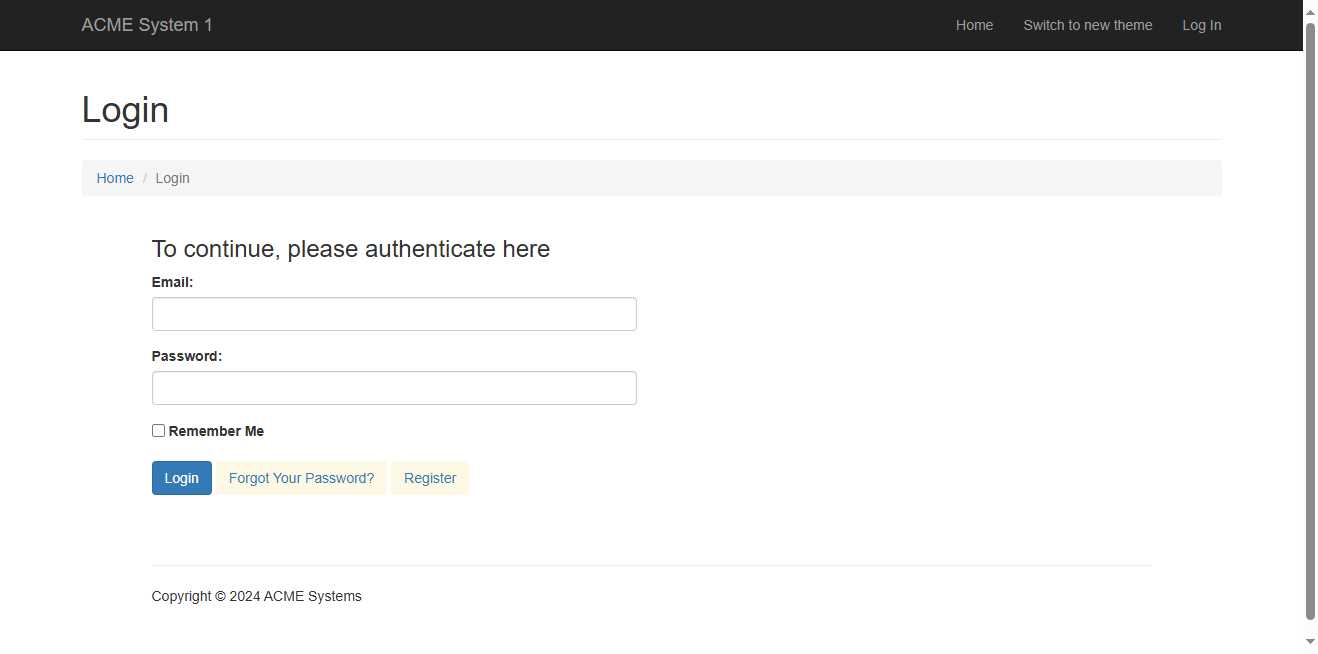 ACME System 1 Home Switch to new theme Log In
Login
Home / Login
To continue, please authenticate here
Email:
Password:
Remember Me
Login Forgot Your Password? Register
Copyright © 2024 ACME Systems